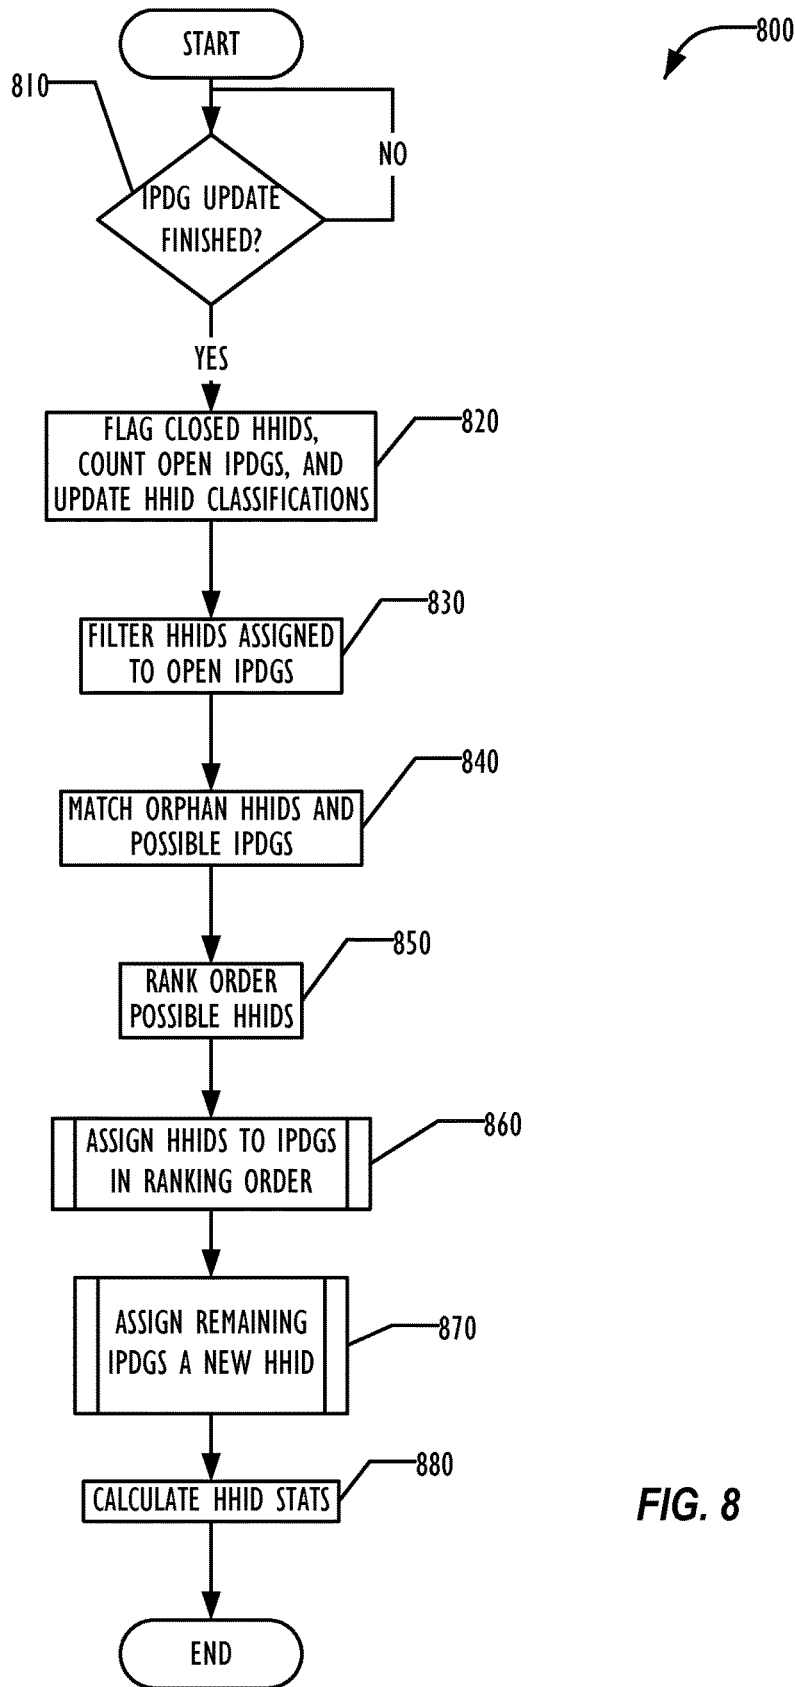 START
800
810
NO
IPDG UPDATE
FINISHED?
YES
FLAG CLOSED HHIDS,
COUNT OPEN IPDGS, AND
UPDATE HHID CLASSIFICATIONS
820
FILTER HHIDS ASSIGNED
TO OPEN IPDGS
830
MATCH ORPHAN HHIDS AND
POSSIBLE IPDGS
840
RANK ORDER
POSSIBLE HHIDS
850
ASSIGN HHIDS TO IPDGS
IN RANKING ORDER
860
ASSIGN REMAINING
IPDGS A NEW HHID
870
CALCULATE HHID STATS
880
FIG. 8
END